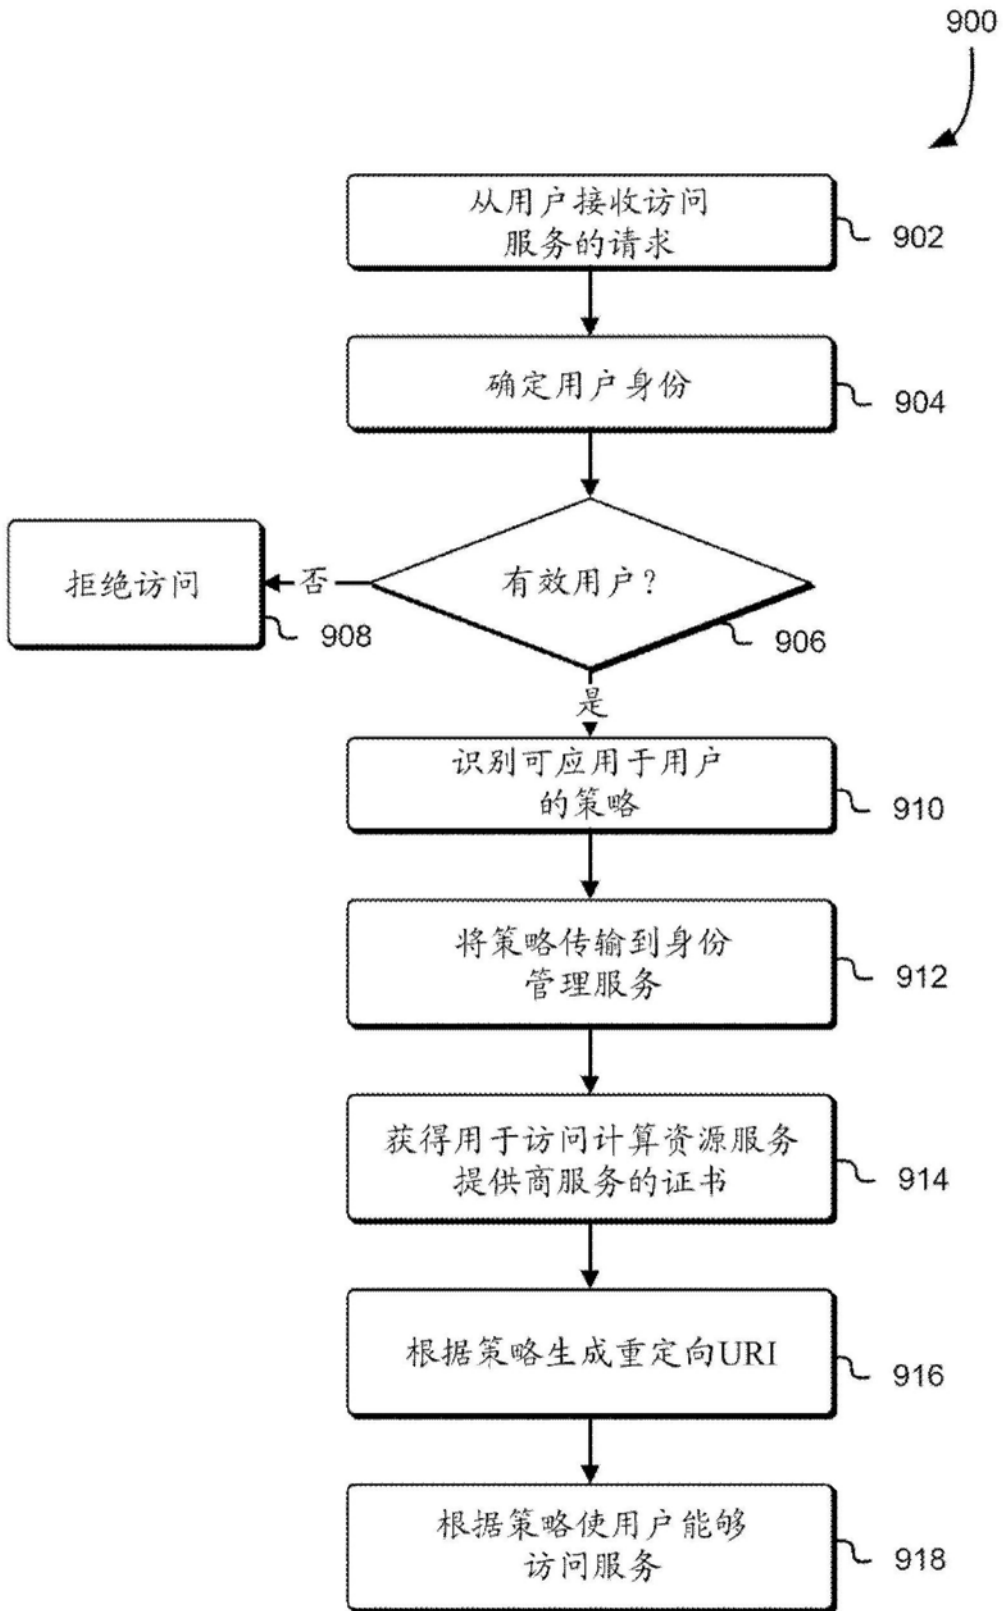 900
从用户接收访问
服务的请求
902
确定用户身份
904
有效用户?
906
否
拒绝访问
908
是
识别可应用于用户
的策略
910
将策略传输到身份
管理服务
912
获得用于访问计算资源服务
提供商服务的证书
914
根据策略生成重定向URI
916
根据策略使用户能够
访问服务
918